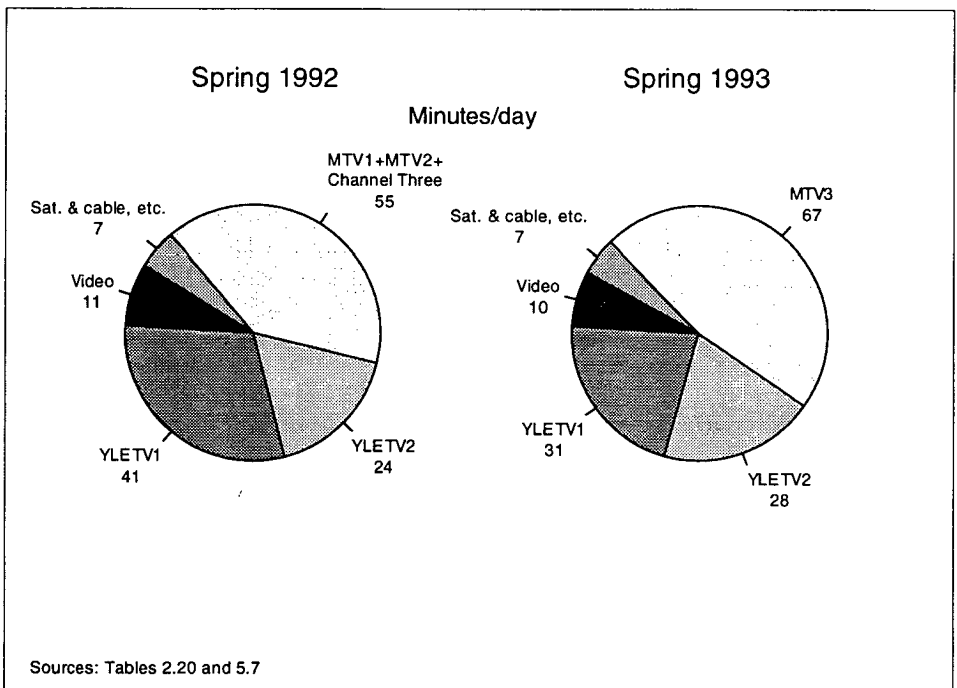 Spring 1992
Spring 1993
Minutes/day
MTV1+MTV2+
Channel Three
55
Sat. & cable, etc.
7
Video
11
YLETV1
41
YLETV2
24
MTV3
67
Sat. & cable, etc.
7
Video
10
YLETV1
31
YLETV2
28
Sources: Tables 2.20 and 5.7